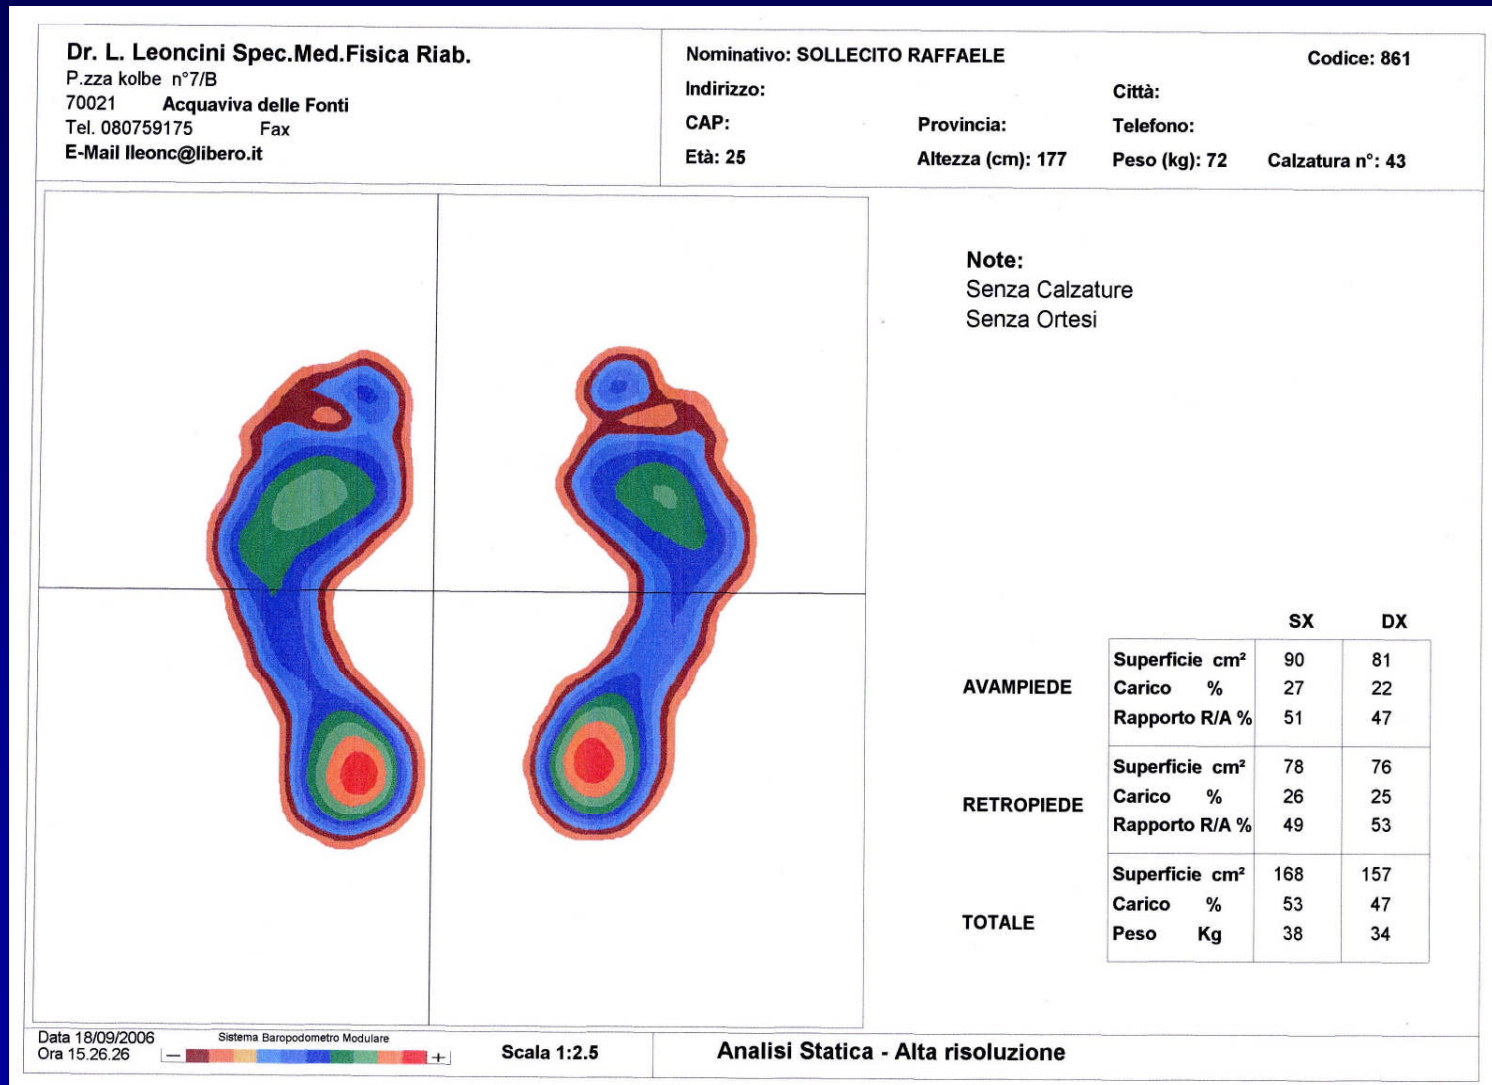 Dr. L. Leoncini Spec.Med.Fisica Riab.
P.zza kolbe n°7/B
70021 Acquaviva delle Fonti
Tel. 080759175 Fax
E-Mail lleonc@libero.it
Nominativo: SOLLECITO RAFFAELE Codice: 861
Indirizzo: Città:
CAP: Provincia: Telefono:
Età: 25 Altezza (cm): 177 Peso (kg): 72 Calzatura n°: 43
Note:
Senza Calzature
Senza Ortesi
SX DX
AVAMPIEDE
Superficie cm² 90 81
Carico % 27 22
Rapporto R/A % 51 47
RETROPIEDE
Superficie cm² 78 76
Carico % 26 25
Rapporto R/A % 49 53
TOTALE
Superficie cm² 168 157
Carico % 53 47
Peso Kg 38 34
Data 18/09/2006
Ora 15.26.26
Sistema Baropodometro Modulare
— +
Scala 1:2.5
Analisi Statica - Alta risoluzione